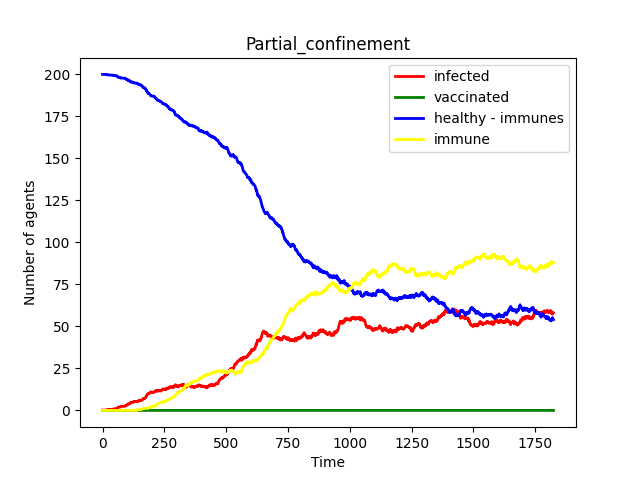 Partial_confinement
infected
vaccinated
healthy - immunes
immune
Number of agents
200
175
150
125
100
75
50
25
0
0 250 500 750 1000 1250 1500 1750
Time